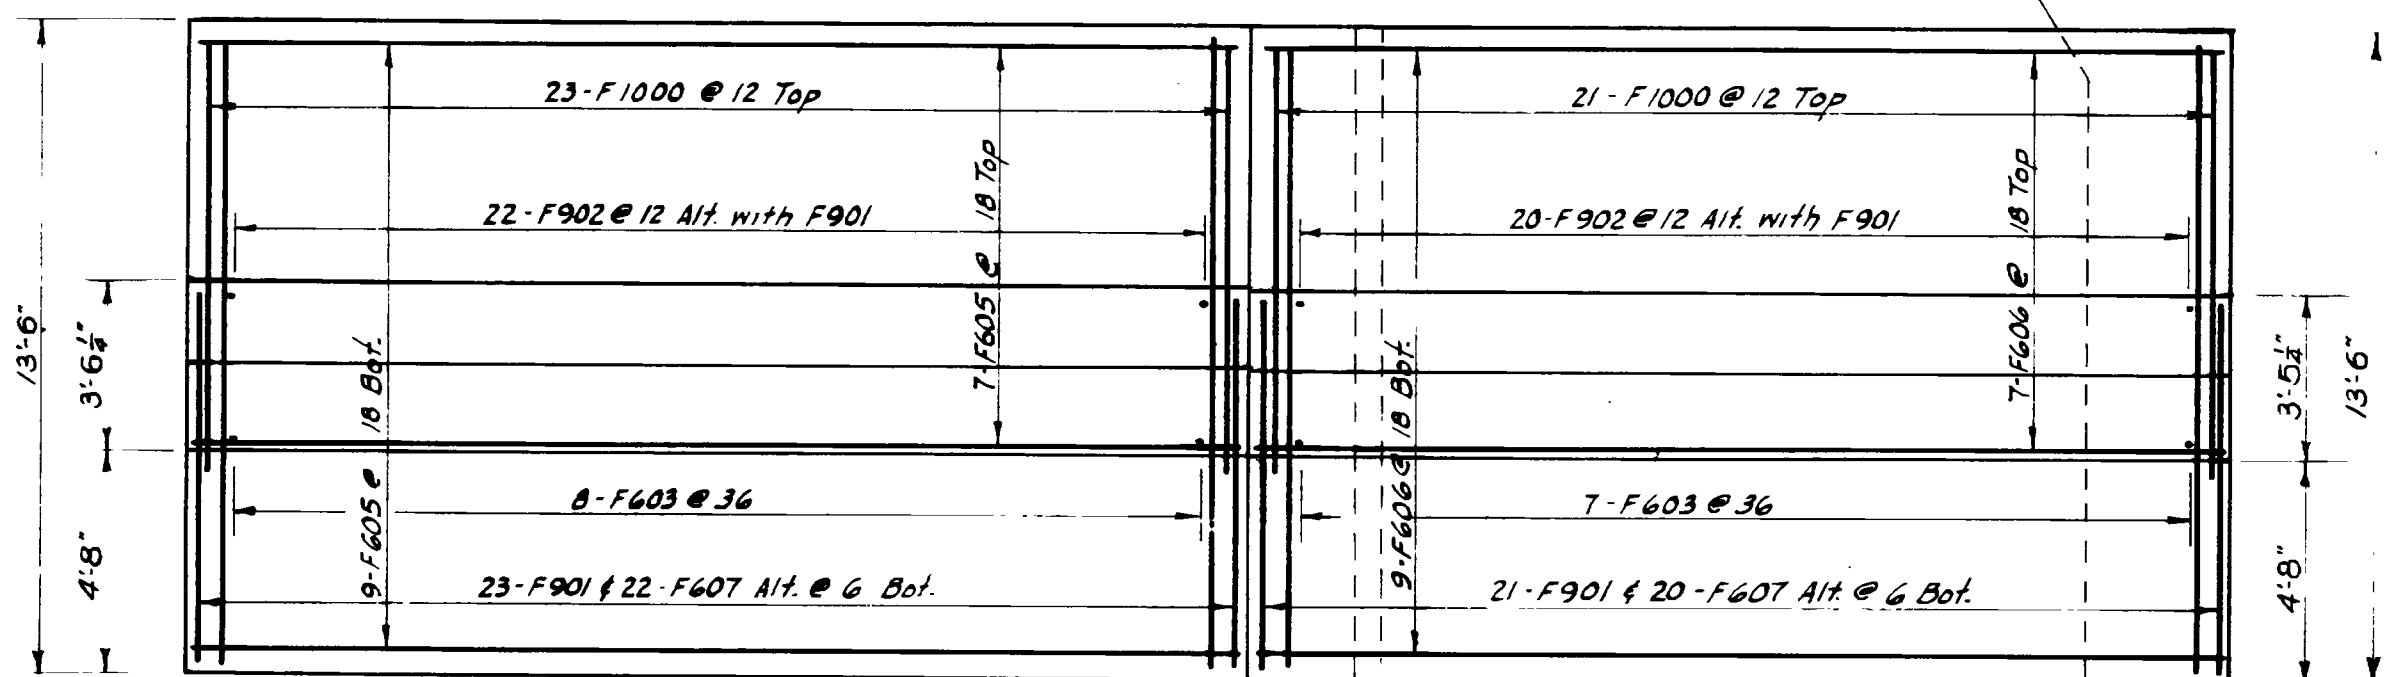 23-F1000 @ 12 Top
21-F1000 @ 12 Top
22-F902 @ 12 Alt. with F901
20-F902 @ 12 Alt. with F901
7-F605 @ 18 Top
7-F606 @ 18 Top
13'-6"
3'-6¼"
9-F605 @ 18 Bot.
9-F606 @ 18 Bot.
3'-5¼"
13'-6"
8-F603 @ 36
7-F603 @ 36
4'-8"
23-F901 & 22-F607 Alt. @ 6 Bot.
21-F901 & 20-F607 Alt. @ 6 Bot.
4'-8"